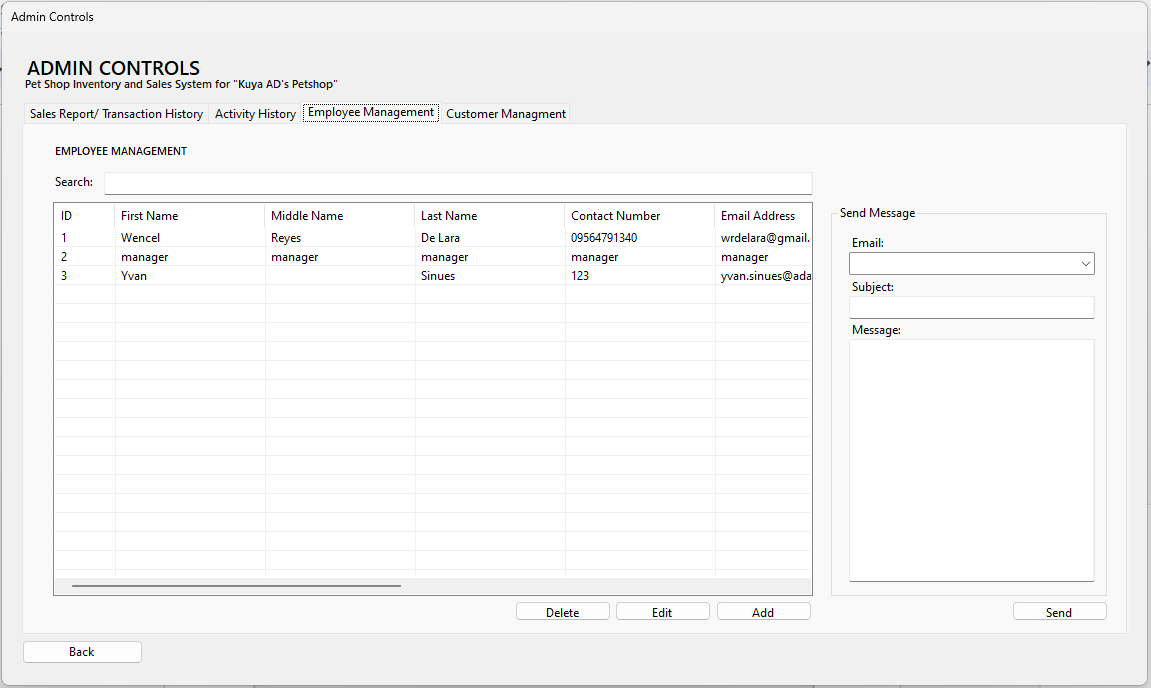 Admin Controls
ADMIN CONTROLS
Pet Shop Inventory and Sales System for "Kuya AD's Petshop"
Sales Report/ Transaction History Activity History Employee Management Customer Managment
EMPLOYEE MANAGEMENT
Search:
ID First Name Middle Name Last Name Contact Number Email Address
1 Wencel Reyes De Lara 09564791340 wrdelara@gmail.
2 manager manager manager manager manager
3 Yvan Sinues 123 yvan.sinues@ada
Send Message
Email:
Subject:
Message:
Delete Edit Add Send
Back